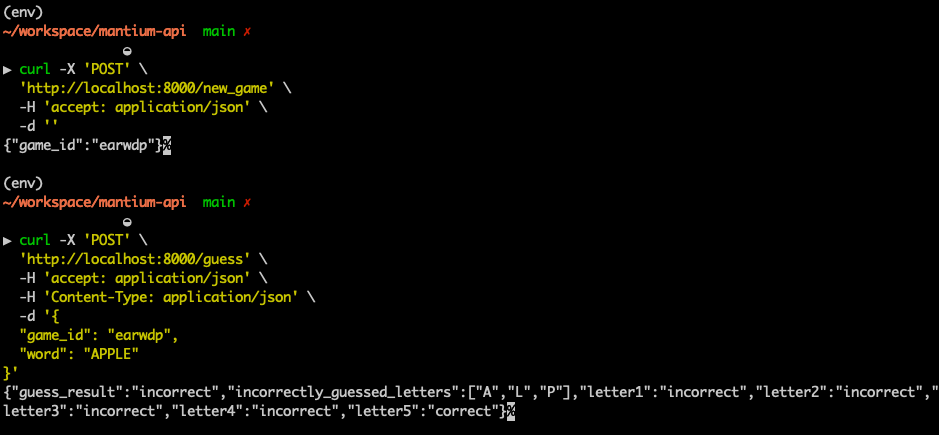 (env)
~/workspace/mantium-api main ✗
▶ curl -X 'POST' \
'http://localhost:8000/new_game' \
-H 'accept: application/json' \
-d ''
{"game_id":"earwdp"}%
(env)
~/workspace/mantium-api main ✗
▶ curl -X 'POST' \
'http://localhost:8000/guess' \
-H 'accept: application/json' \
-H 'Content-Type: application/json' \
-d '{
"game_id": "earwdp",
"word": "APPLE"
}'
{"guess_result":"incorrect","incorrectly_guessed_letters":["A","L","P"],"letter1":"incorrect","letter2":"incorrect","
letter3":"incorrect","letter4":"incorrect","letter5":"correct"}%